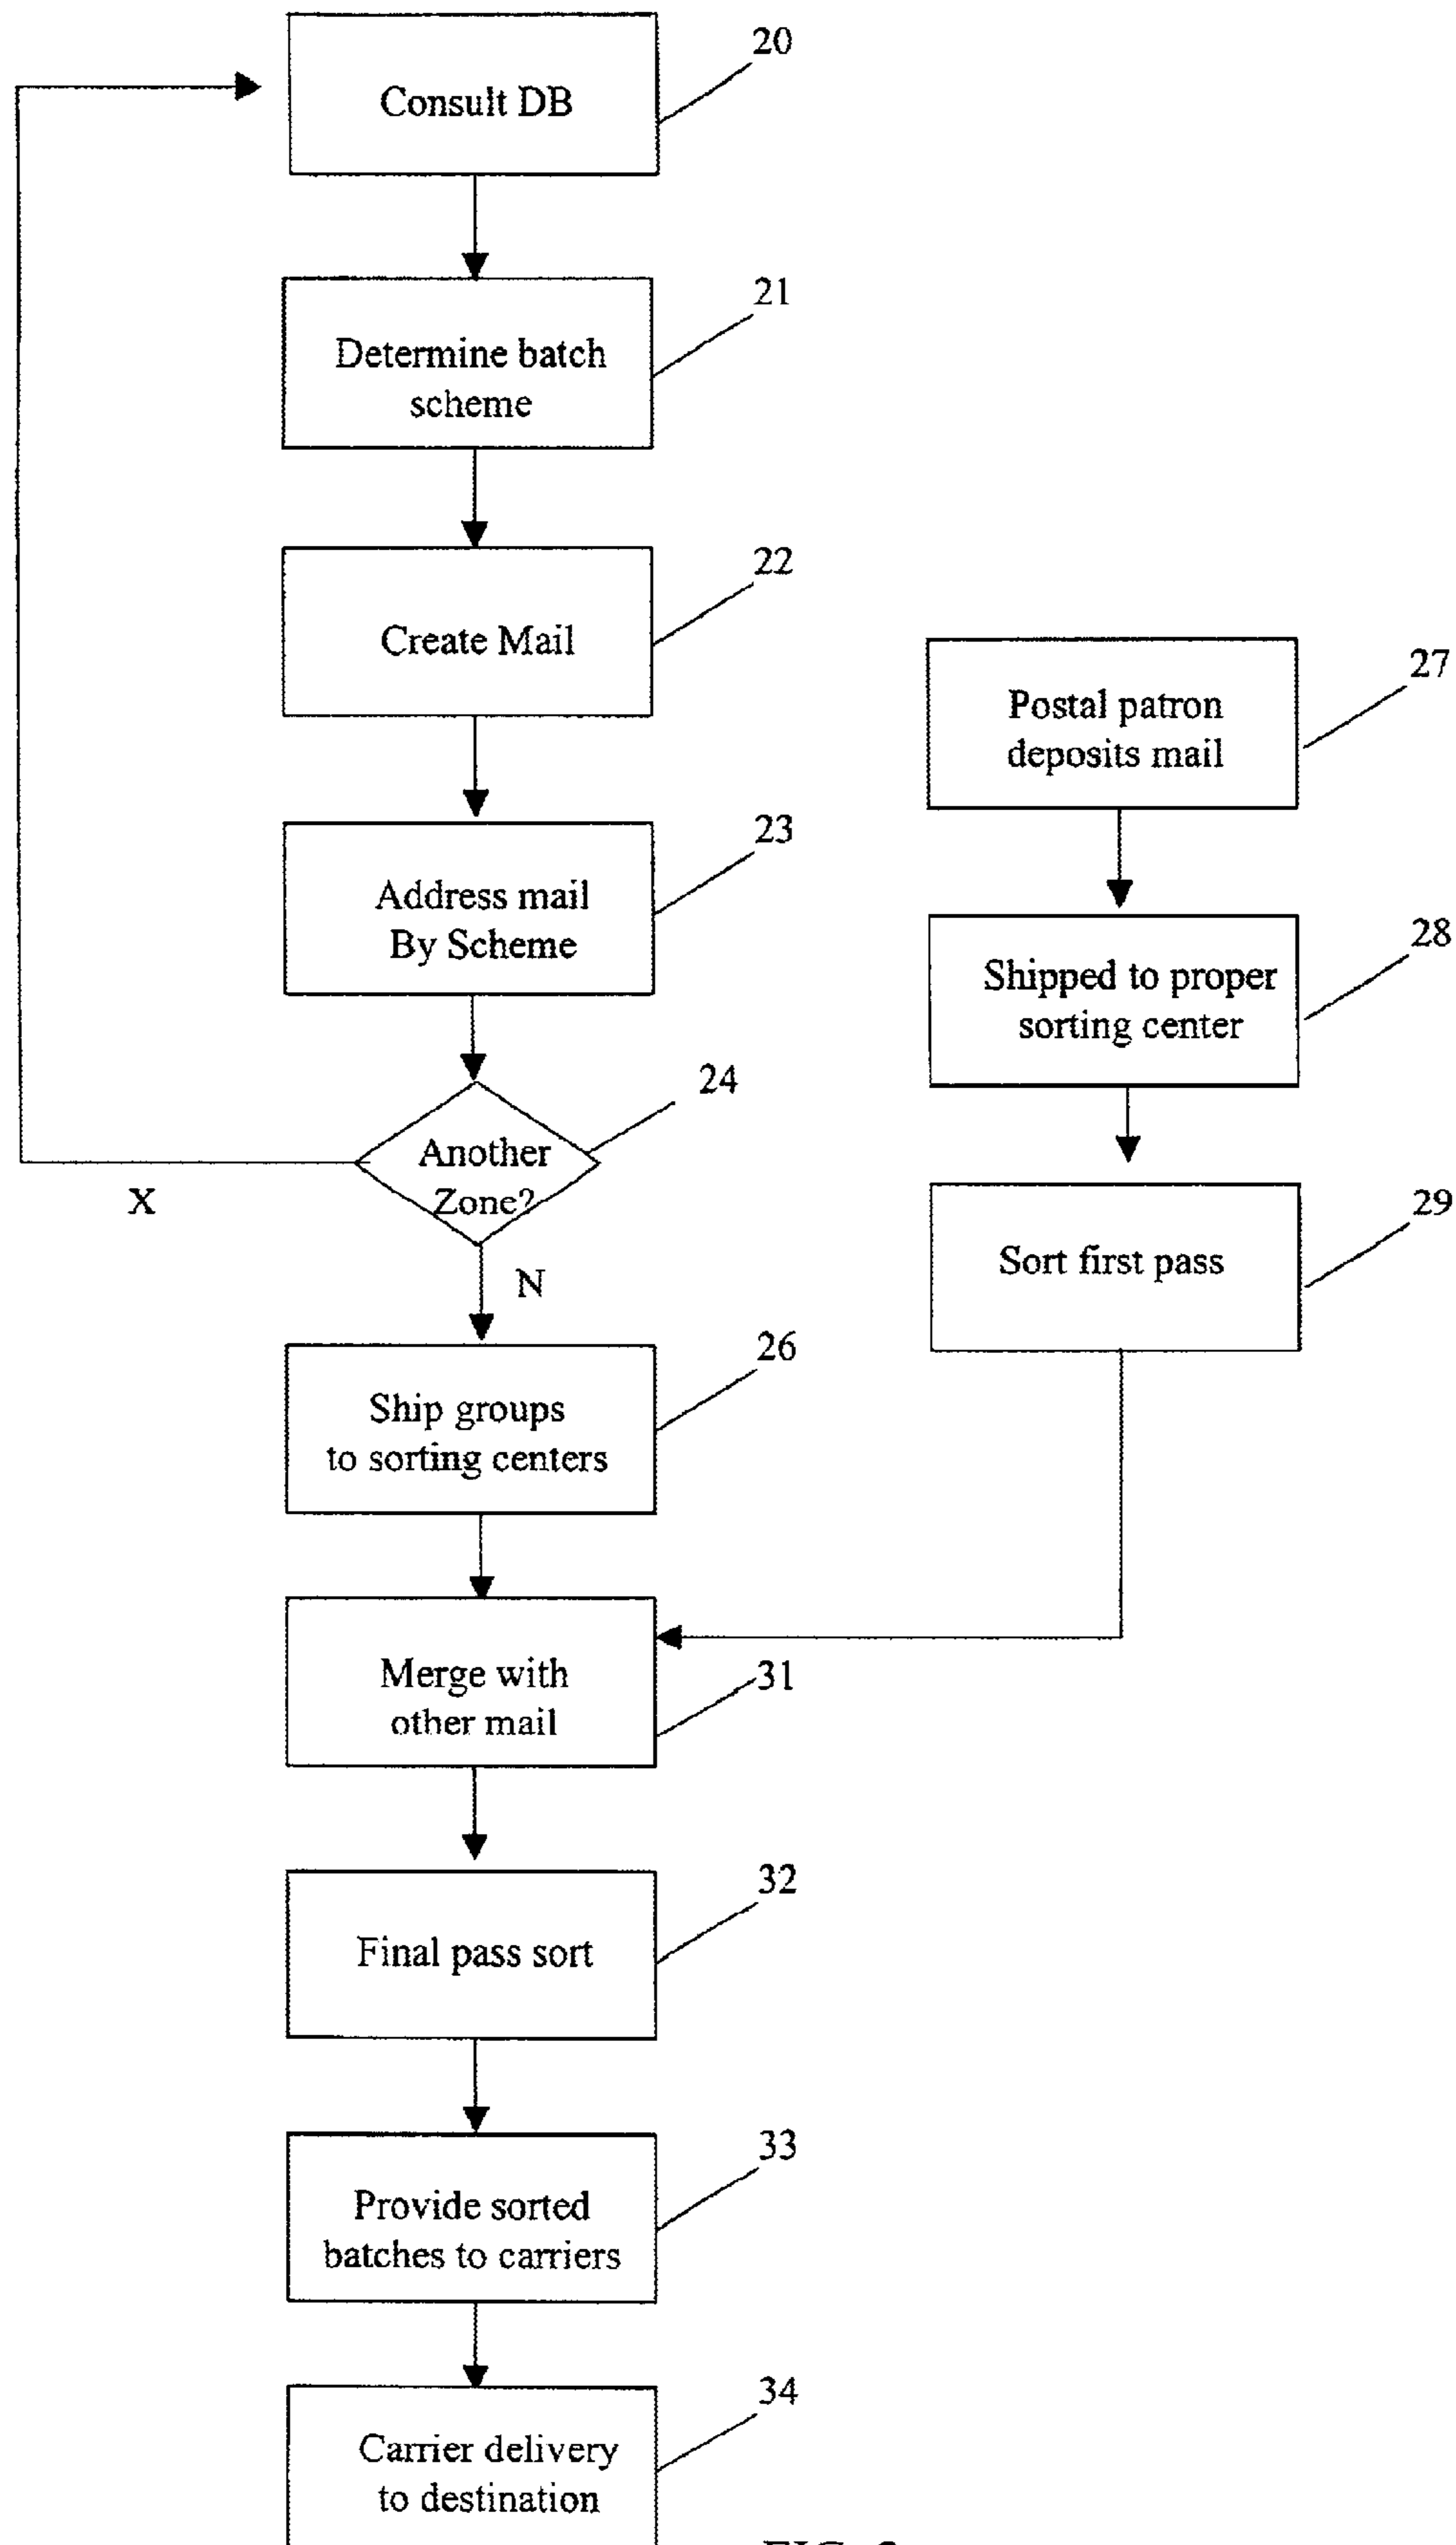 20
Consult DB
21
Determine batch
scheme
22
Create Mail
23
Address mail
By Scheme
24
Another
Zone?
X
N
26
Ship groups
to sorting centers
27
Postal patron
deposits mail
28
Shipped to proper
sorting center
29
Sort first pass
31
Merge with
other mail
32
Final pass sort
33
Provide sorted
batches to carriers
34
Carrier delivery
to destination